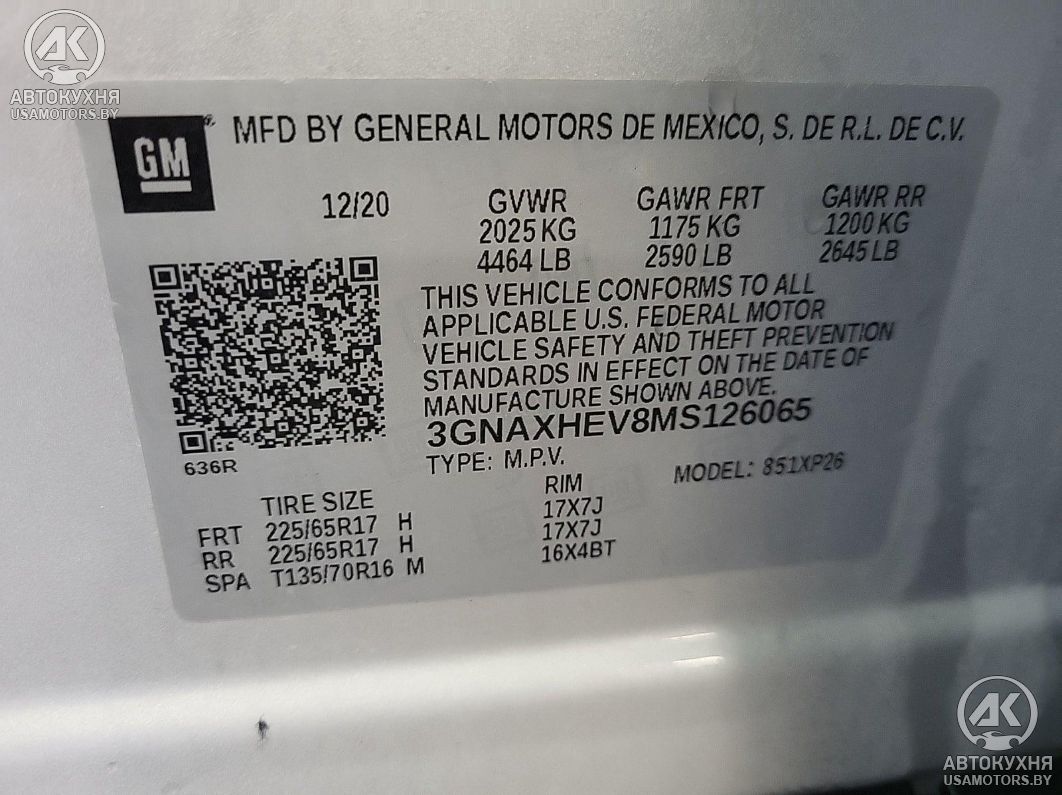 AK
АВТОКУХНЯ
USAMOTORS.BY
GM
MFD BY GENERAL MOTORS DE MEXICO, S. DE R.L. DE C.V.
12/20 GVWR GAWR FRT GAWR RR
2025 KG 1175 KG 1200 KG
4464 LB 2590 LB 2645 LB
THIS VEHICLE CONFORMS TO ALL
APPLICABLE U.S. FEDERAL MOTOR
VEHICLE SAFETY AND THEFT PREVENTION
STANDARDS IN EFFECT ON THE DATE OF
MANUFACTURE SHOWN ABOVE.
3GNAXHEV8MS126065
636R TYPE: M.P.V. MODEL: 851XP26
TIRE SIZE RIM
FRT 225/65R17 H 17X7J
RR 225/65R17 H 17X7J
SPA T135/70R16 M 16X4BT
AK
АВТОКУХНЯ
USAMOTORS.BY